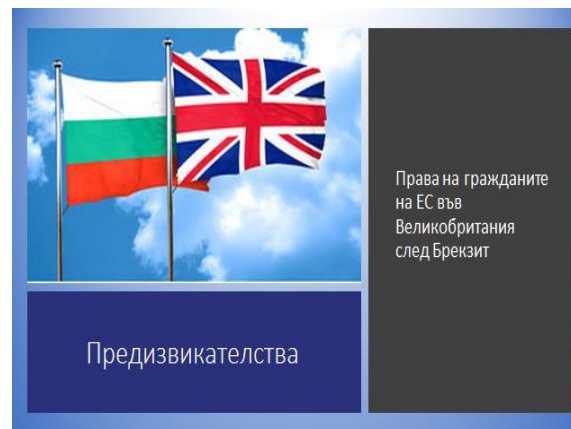 Права на гражданите
на ЕС във
Великобритания
след Брекзит
Предизвикателства